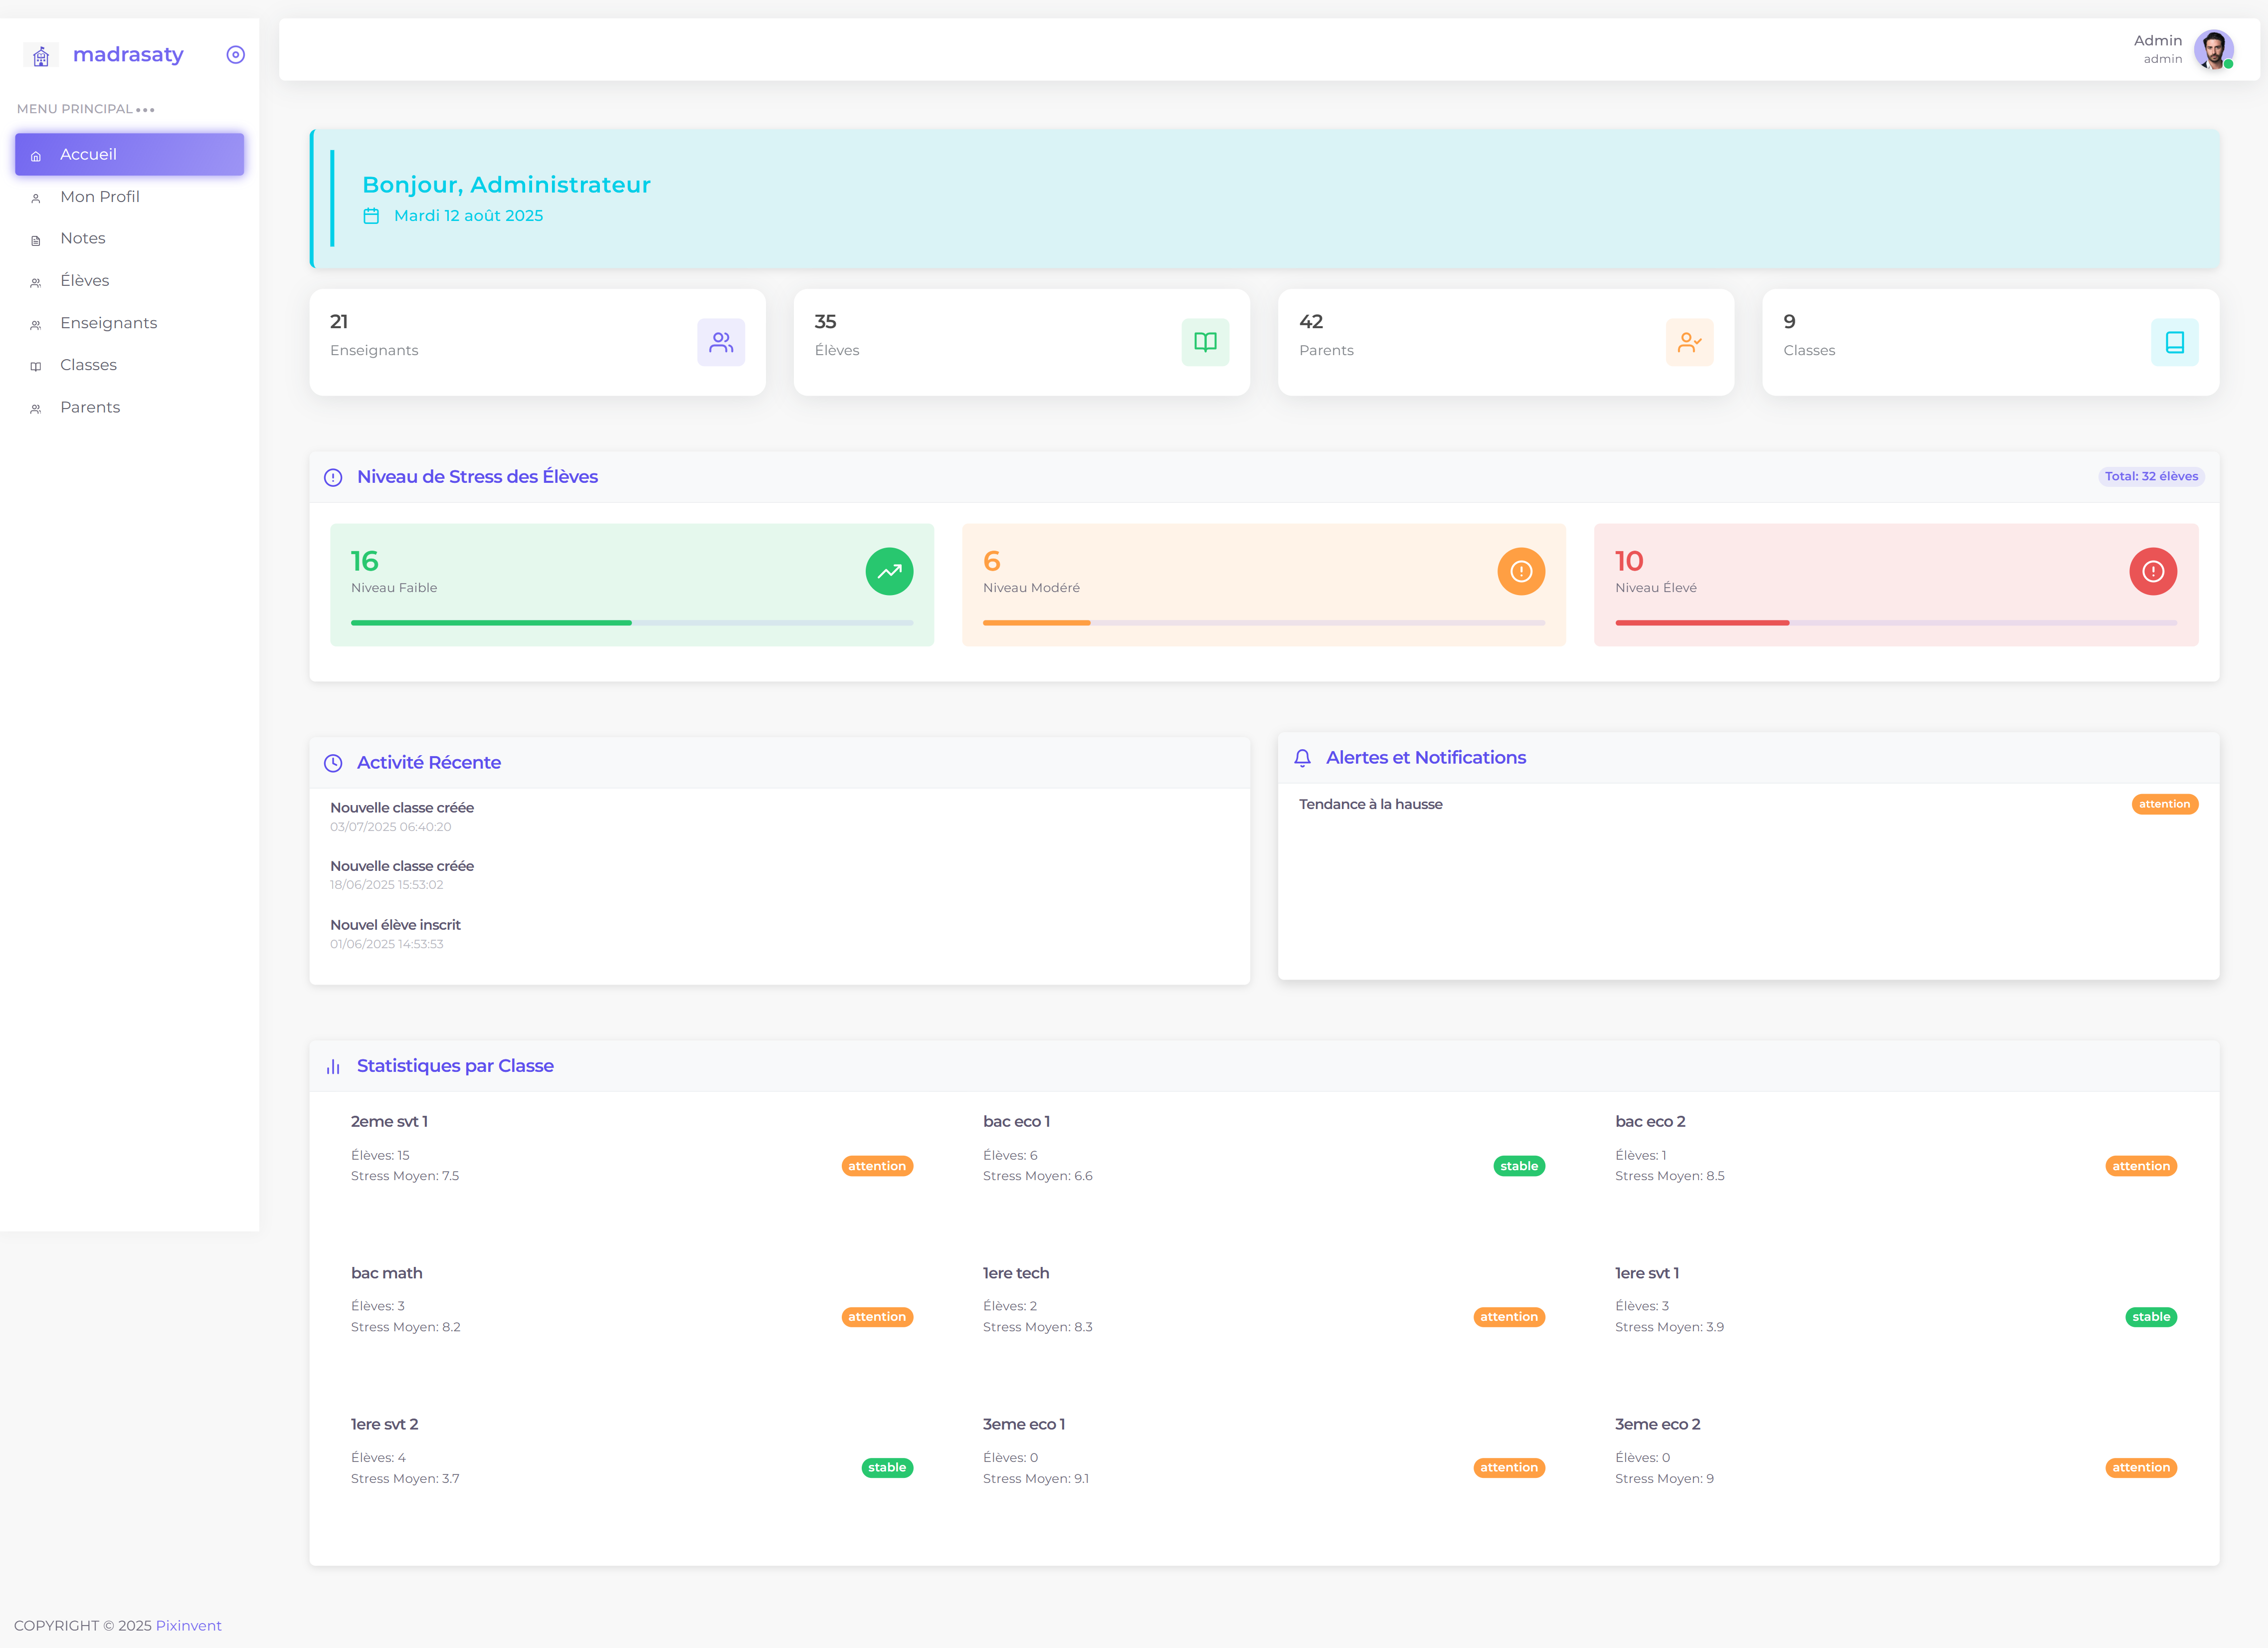 madrasaty
MENU PRINCIPAL
Accueil
Mon Profil
Notes
Élèves
Enseignants
Classes
Parents
Admin
admin
Bonjour, Administrateur
Mardi 12 août 2025
21
Enseignants
35
Élèves
42
Parents
9
Classes
Niveau de Stress des Élèves
Total: 32 élèves
16
Niveau Faible
6
Niveau Modéré
10
Niveau Élevé
Activité Récente
Nouvelle classe créée
03/07/2025 06:40:20
Nouvelle classe créée
18/06/2025 15:53:02
Nouvel élève inscrit
01/06/2025 14:53:53
Alertes et Notifications
Tendance à la hausse
attention
Statistiques par Classe
2eme svt 1
Élèves: 15
Stress Moyen: 7.5
attention
bac eco 1
Élèves: 6
Stress Moyen: 6.6
stable
bac eco 2
Élèves: 1
Stress Moyen: 8.5
attention
bac math
Élèves: 3
Stress Moyen: 8.2
attention
1ere tech
Élèves: 2
Stress Moyen: 8.3
attention
1ere svt 1
Élèves: 3
Stress Moyen: 3.9
stable
1ere svt 2
Élèves: 4
Stress Moyen: 3.7
stable
3eme eco 1
Élèves: 0
Stress Moyen: 9.1
attention
3eme eco 2
Élèves: 0
Stress Moyen: 9
attention
COPYRIGHT © 2025 Pixinvent